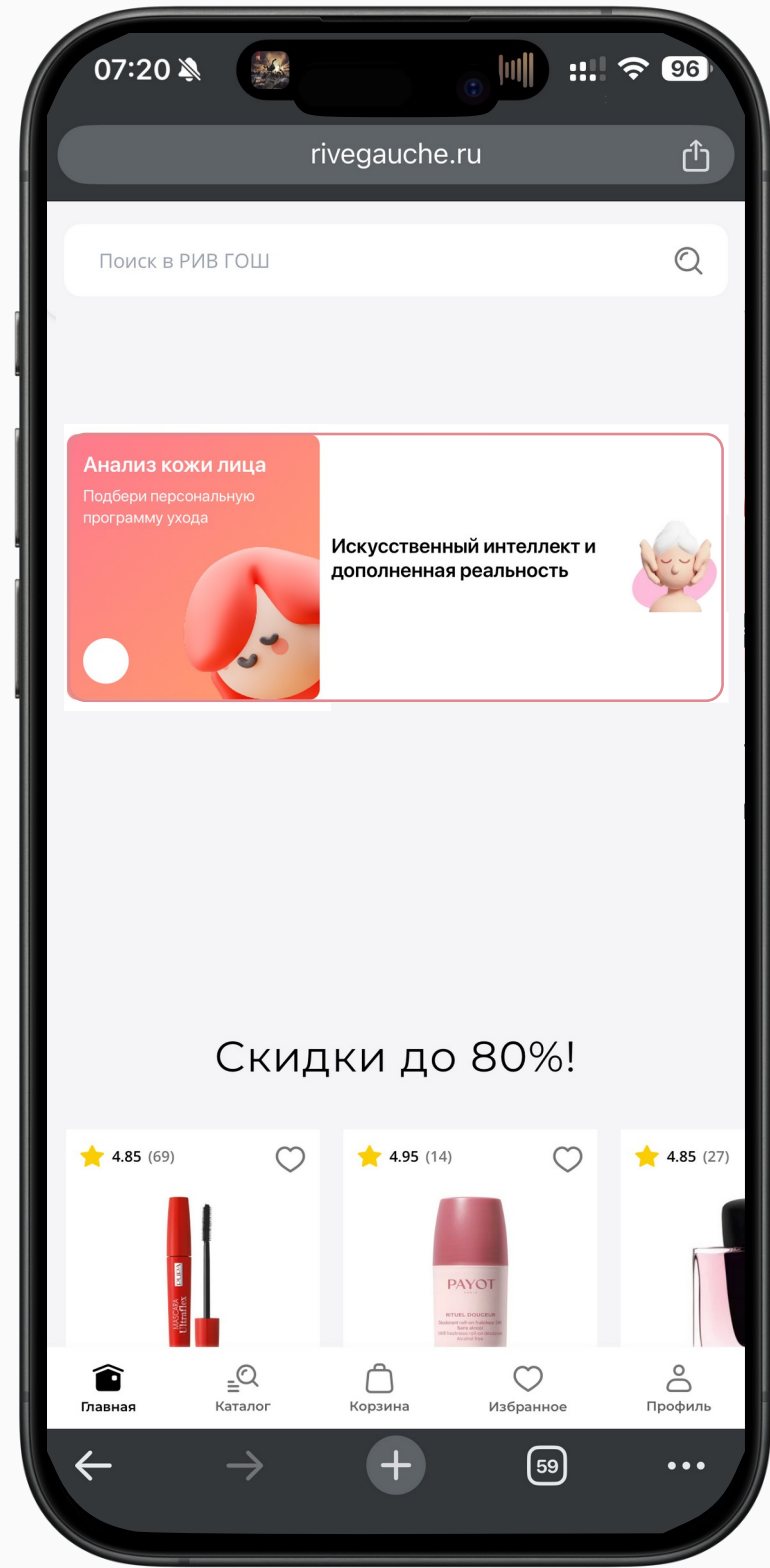 07:20
96
rivegauche.ru
Поиск в РИВ ГОШ
Анализ кожи лица
Подбери персональную
программу ухода
Искусственный интеллект и
дополненная реальность
Скидки до 80%!
4.85 (69)
4.95 (14)
4.85 (27)
PUPA
MASCARA
Ultraflex
PAYOT
PARIS
RITUEL DOUCEUR
Главная
Каталог
Корзина
Избранное
Профиль
59